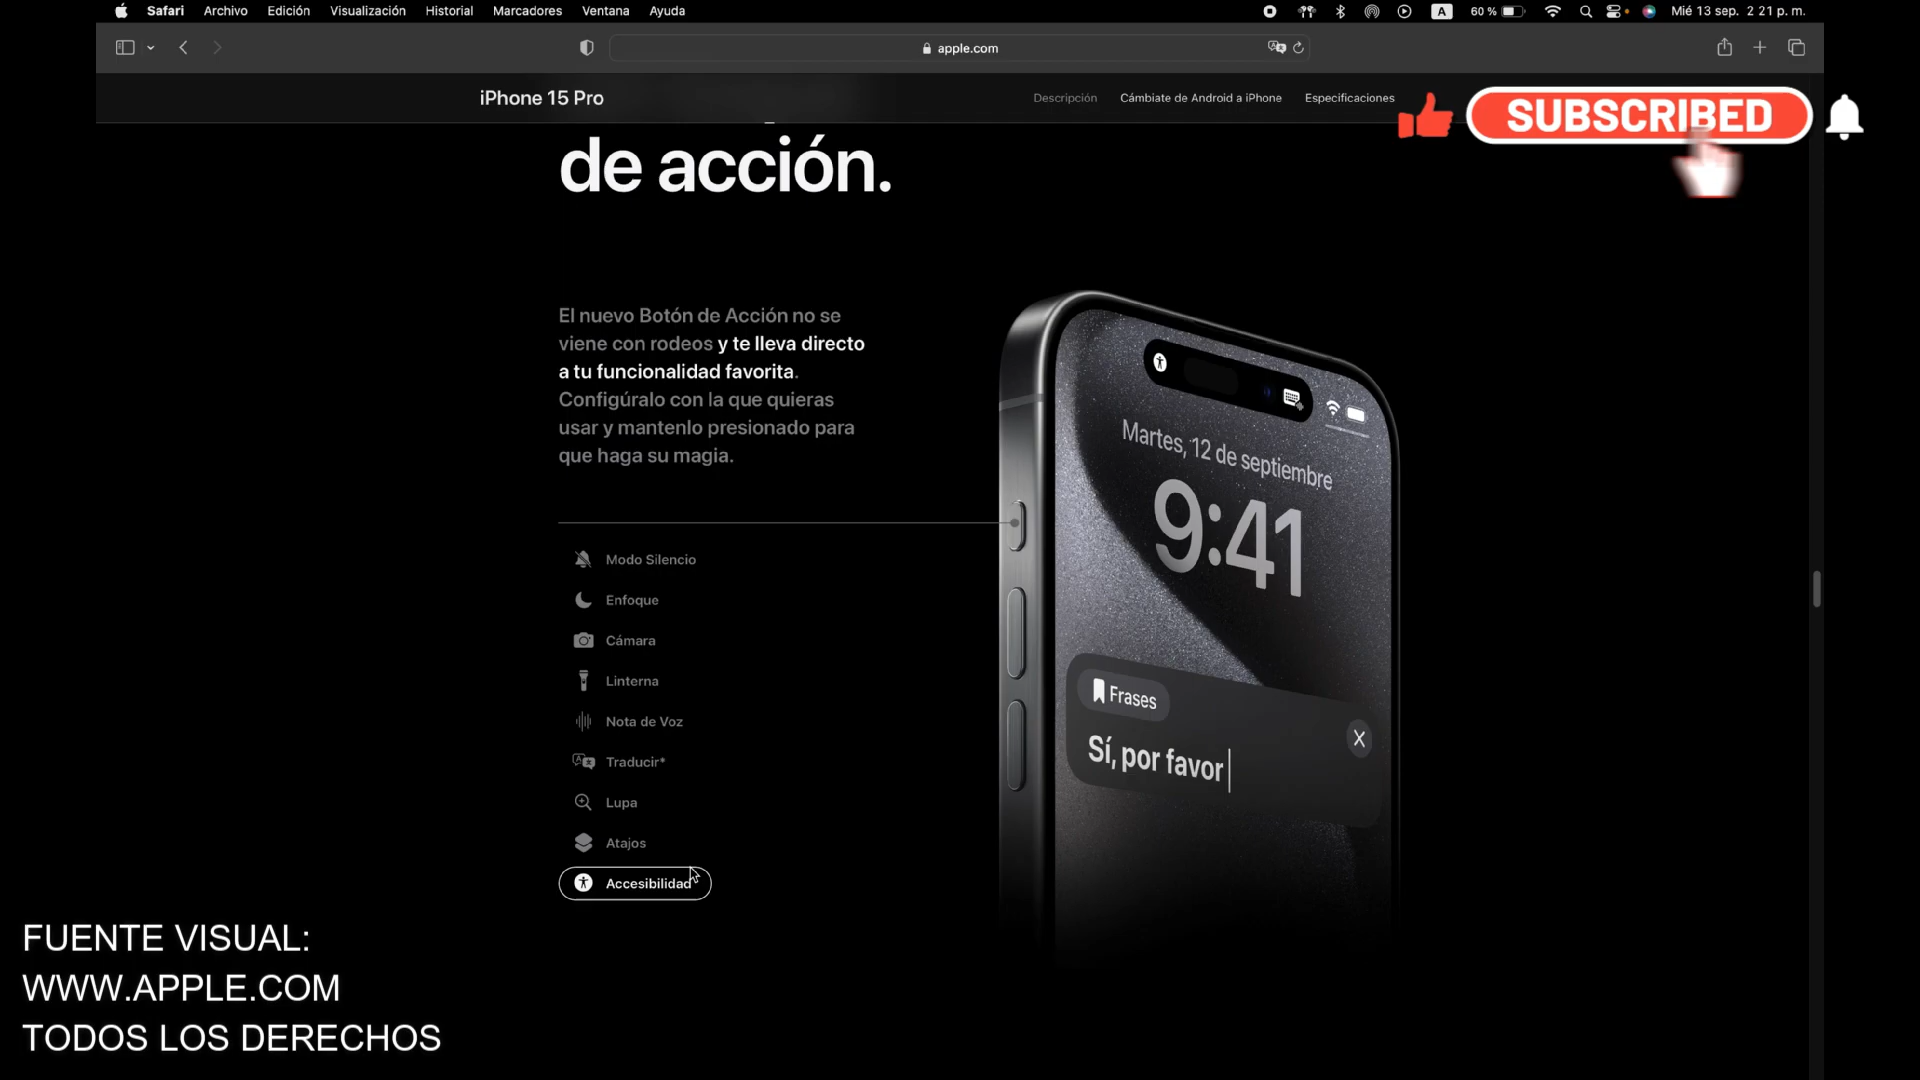 Safari Archivo Edición Visualización Historial Marcadores Ventana Ayuda
A 60 % Mié 13 sep. 2 21 p. m.
apple.com
iPhone 15 Pro
Descripción Cámbiate de Android a iPhone Especificaciones
SUBSCRIBED
de acción.
El nuevo Botón de Acción no se
viene con rodeos y te lleva directo
a tu funcionalidad favorita.
Configúralo con la que quieras
usar y mantenlo presionado para
que haga su magia.
Modo Silencio
Enfoque
Cámara
Linterna
Nota de Voz
Traducir*
Lupa
Atajos
Accesibilidad
Martes, 12 de septiembre
9:41
Frases
Sí, por favor
FUENTE VISUAL:
WWW.APPLE.COM
TODOS LOS DERECHOS